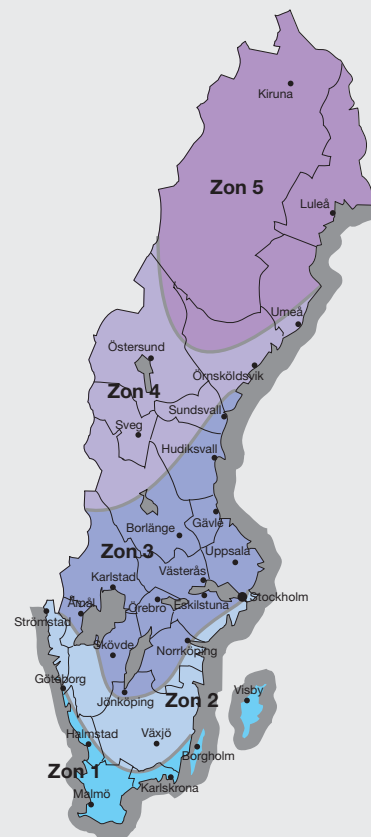 Kiruna
Zon 5
Luleå
Umeå
Östersund
Örnsköldsvik
Zon 4
Sundsvall
Sveg
Hudiksvall
Borlänge
Gävle
Zon 3
Uppsala
Västerås
Karlstad
Örebro
Eskilstuna
Stockholm
Åmål
Strömstad
Skövde
Norrköping
Göteborg
Visby
Jönköping
Zon 2
Halmstad
Växjö
Borgholm
Zon 1
Karlskrona
Malmö